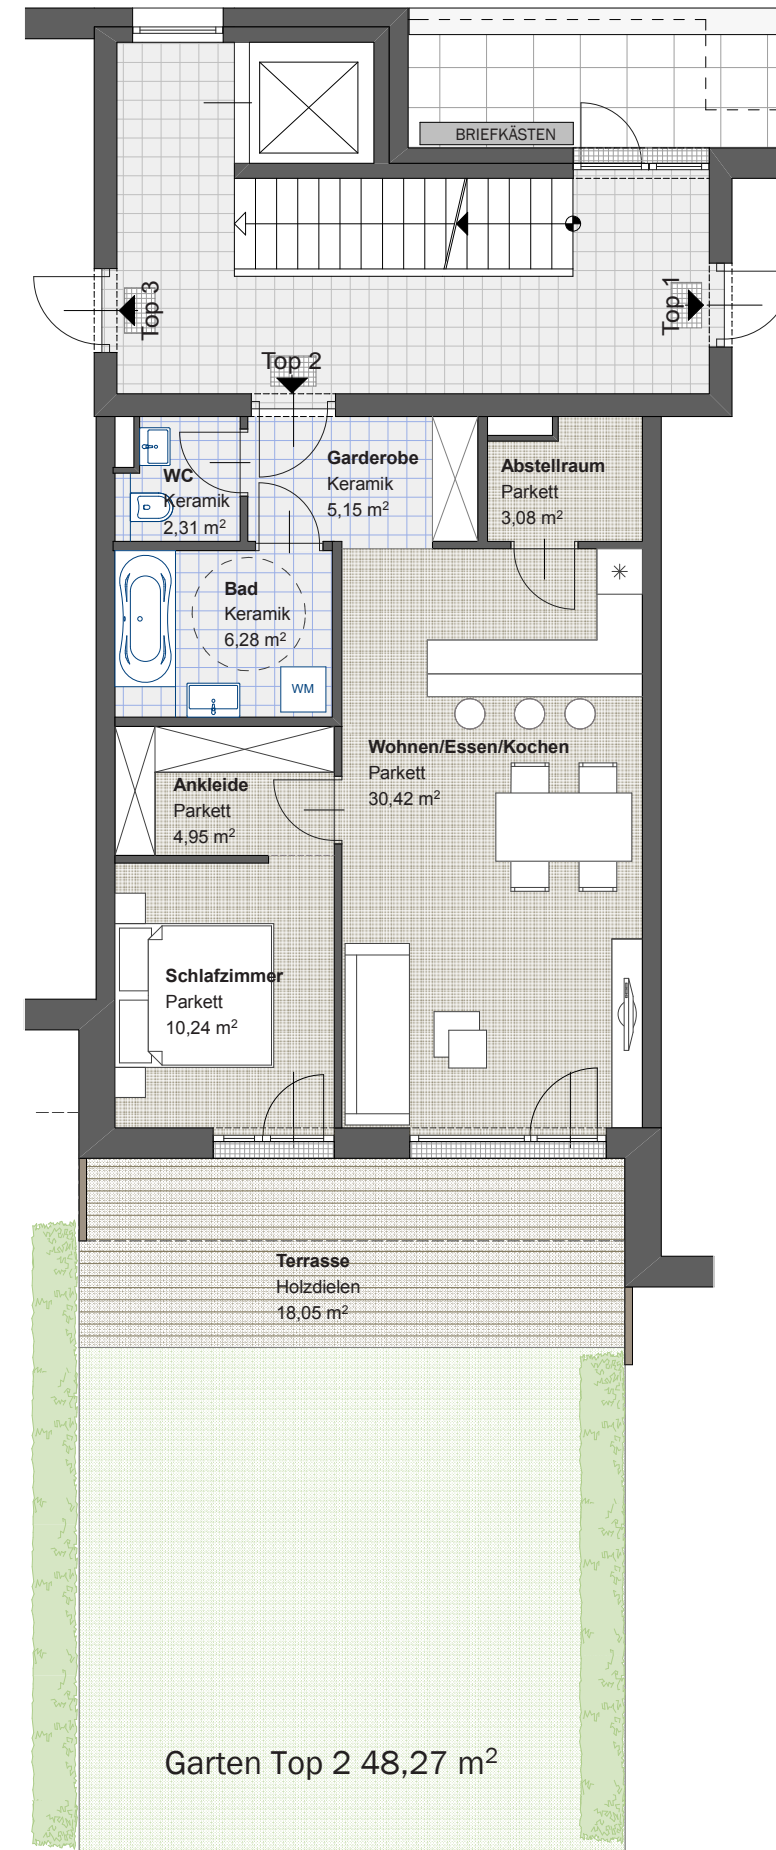 BRIEFKÄSTEN
Top 3
Top 1
Top 2
WC
Keramik
2,31 m²
Garderobe
Keramik
5,15 m²
Abstellraum
Parkett
3,08 m²
Bad
Keramik
6,28 m²
WM
Wohnen/Essen/Kochen
Parkett
30,42 m²
Ankleide
Parkett
4,95 m²
Schlafzimmer
Parkett
10,24 m²
Terrasse
Holzdielen
18,05 m²
Garten Top 2 48,27 m²